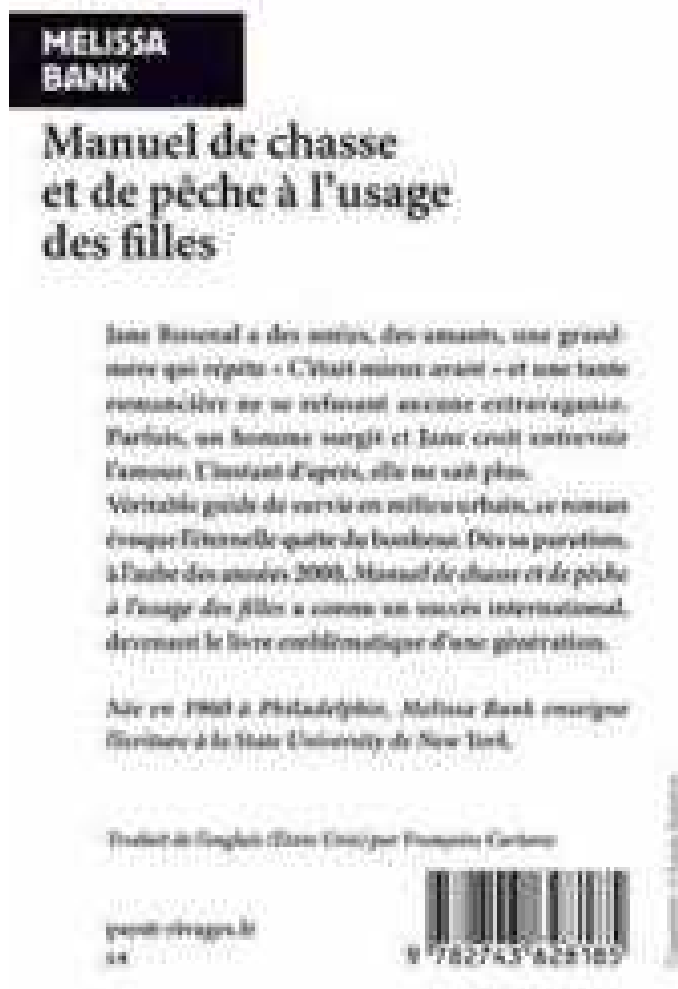 MELISSA
BANK
Manuel de chasse
et de pêche à l'usage
des filles
Jane Rosenal a des soucis, des amants, une grand-
mère qui répète « C'était mieux avant » et une tante
romancière ne se refusant aucune extravagance.
Parfois, un homme surgit et Jane croit entrevoir
l'amour. L'instant d'après, elle ne sait plus.
Véritable guide de survie en milieu urbain, ce roman
évoque l'éternelle quête du bonheur. Dès sa parution,
à l'aube des années 2000, Manuel de chasse et de pêche
à l'usage des filles a connu un succès international,
devenant le livre emblématique d'une génération.
Née en 1960 à Philadelphie, Melissa Bank enseigne
l'écriture à la State University de New York.
Traduit de l'anglais (États-Unis) par Françoise
payot-rivages.fr
9 782743 628185